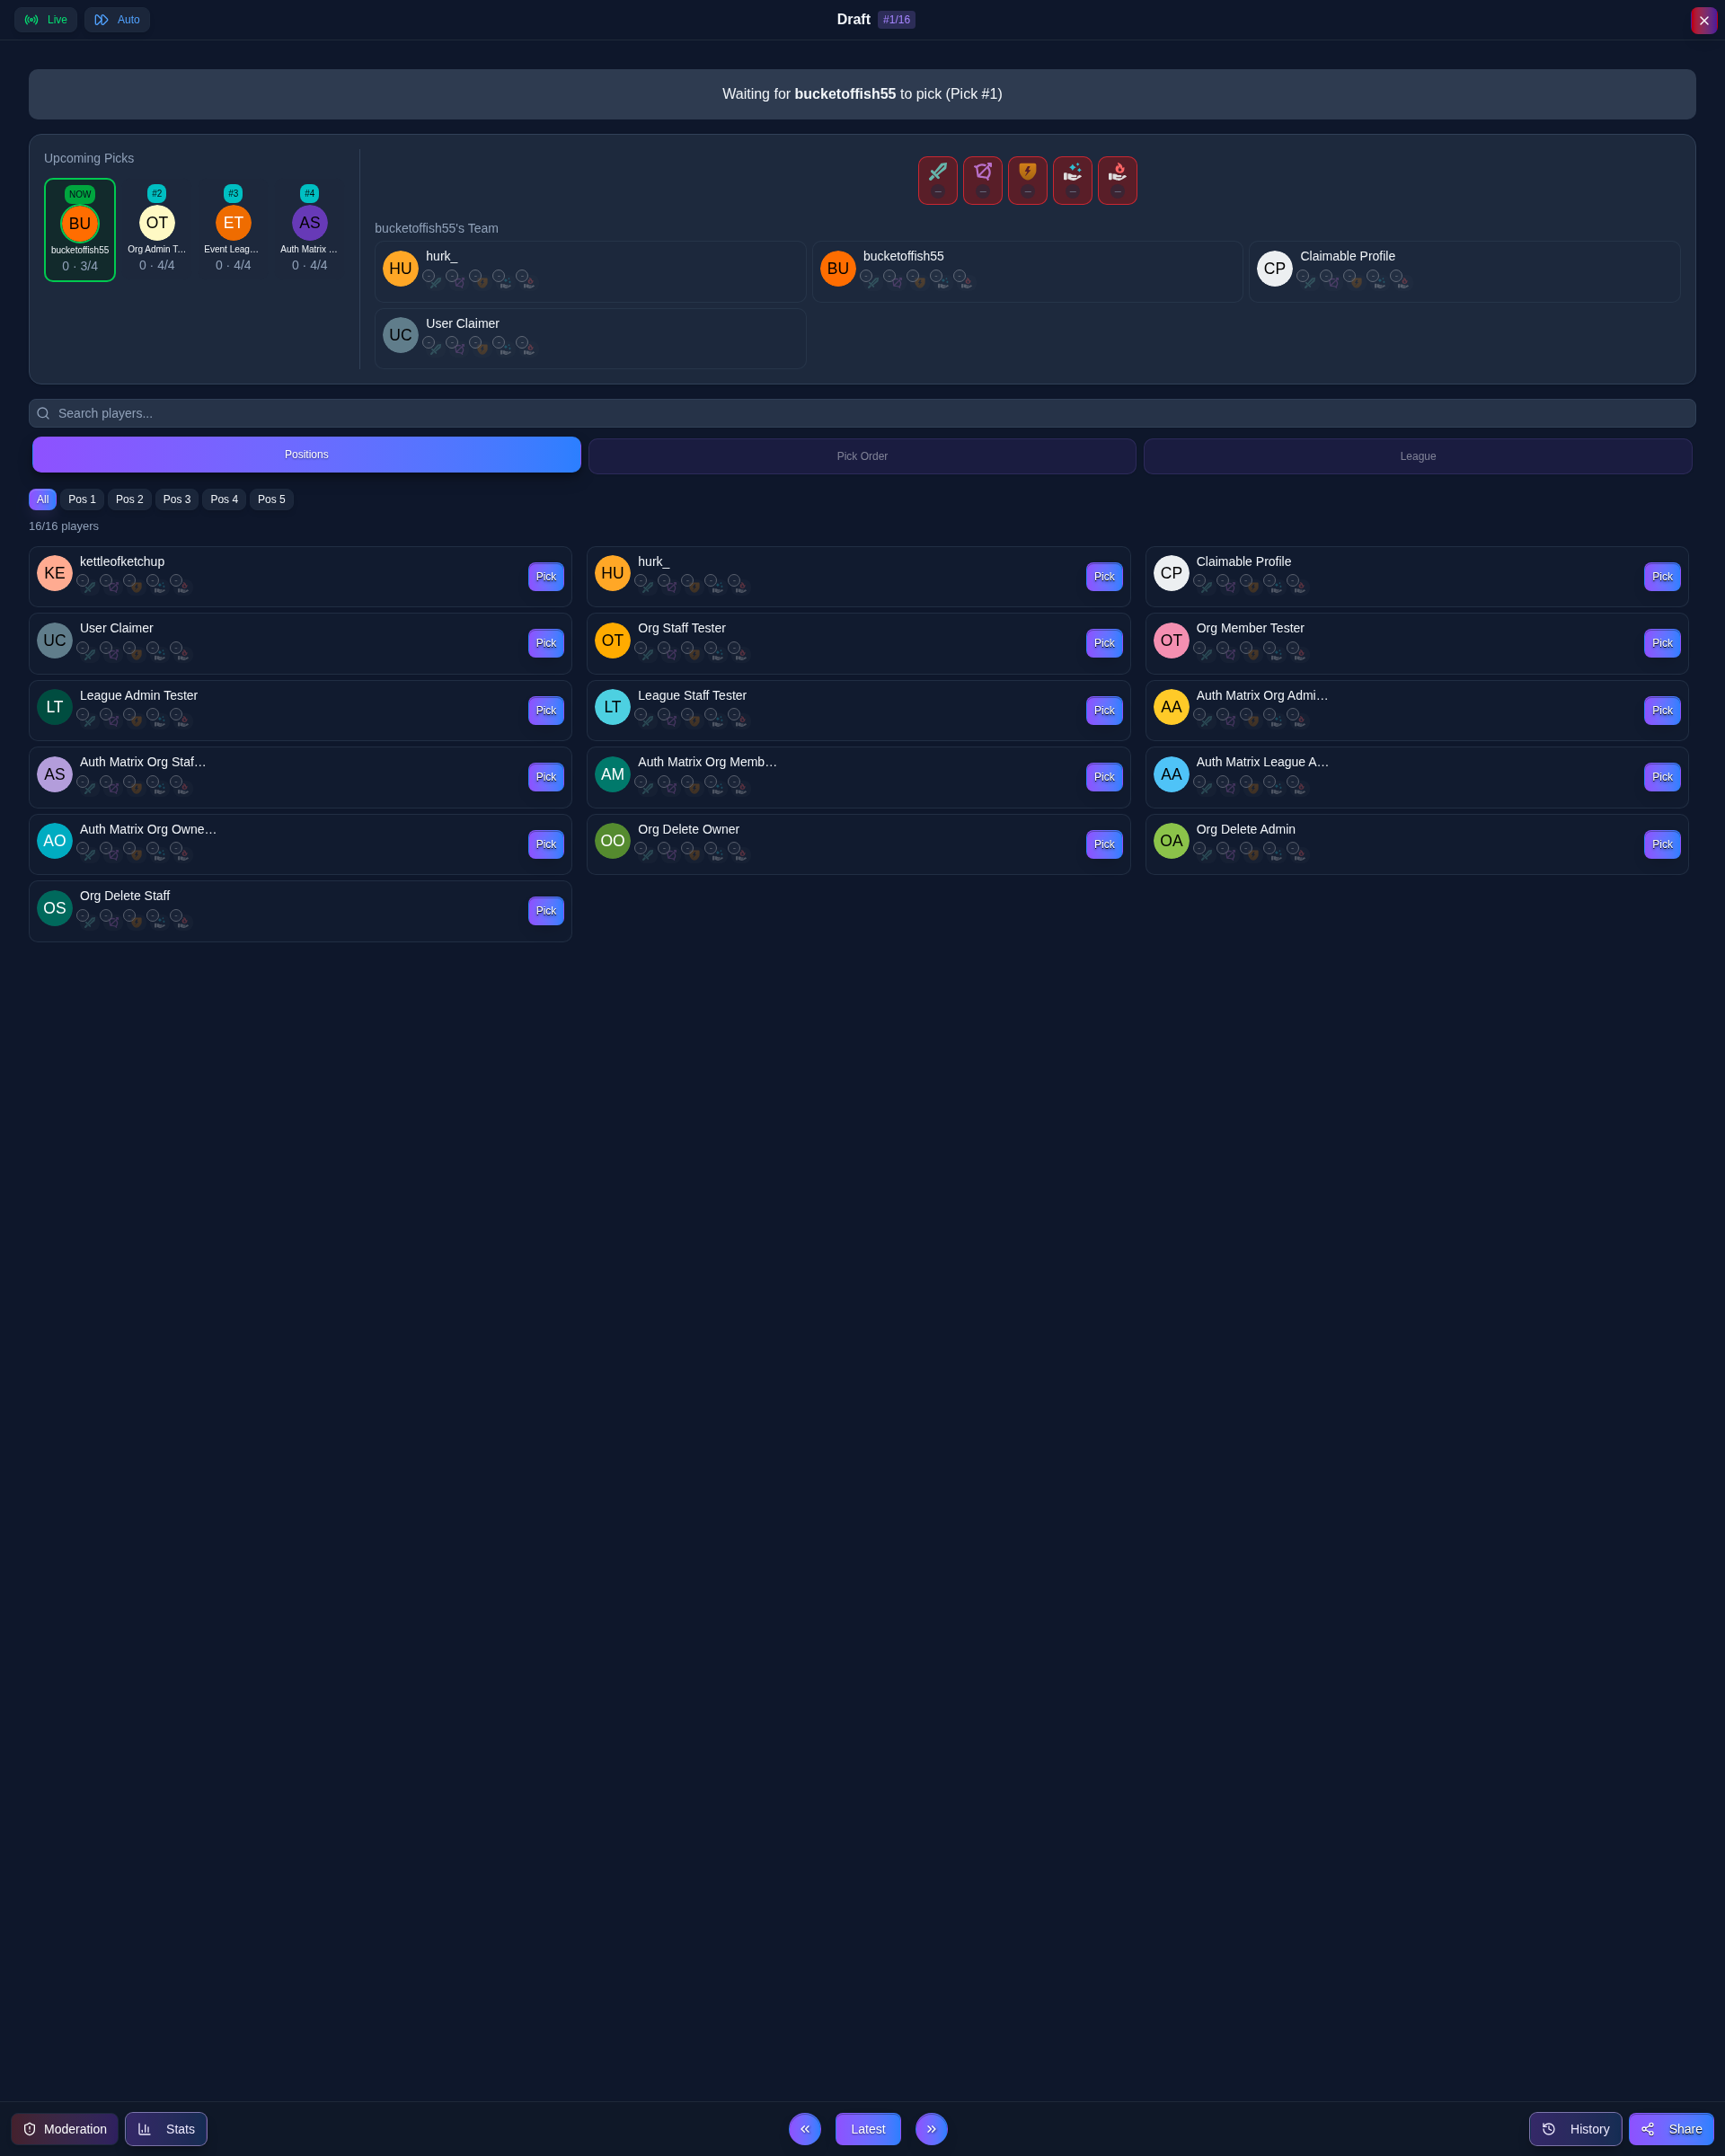 Live
Auto
Draft #1/16
Waiting for bucketoffish55 to pick (Pick #1)
Upcoming Picks
NOW
BU
bucketoffish55
0 · 3/4
#2
OT
Org Admin T…
0 · 4/4
#3
ET
Event Leag…
0 · 4/4
#4
AS
Auth Matrix …
0 · 4/4
bucketoffish55's Team
HU
hurk_
BU
bucketoffish55
CP
Claimable Profile
UC
User Claimer
Search players...
Positions
Pick Order
League
All
Pos 1
Pos 2
Pos 3
Pos 4
Pos 5
16/16 players
KE
kettleofketchup
Pick
HU
hurk_
Pick
CP
Claimable Profile
Pick
UC
User Claimer
Pick
OT
Org Staff Tester
Pick
OT
Org Member Tester
Pick
LT
League Admin Tester
Pick
LT
League Staff Tester
Pick
AA
Auth Matrix Org Admi…
Pick
AS
Auth Matrix Org Staf…
Pick
AM
Auth Matrix Org Memb…
Pick
AA
Auth Matrix League A…
Pick
AO
Auth Matrix Org Owne…
Pick
OO
Org Delete Owner
Pick
OA
Org Delete Admin
Pick
OS
Org Delete Staff
Pick
Moderation
Stats
Latest
History
Share